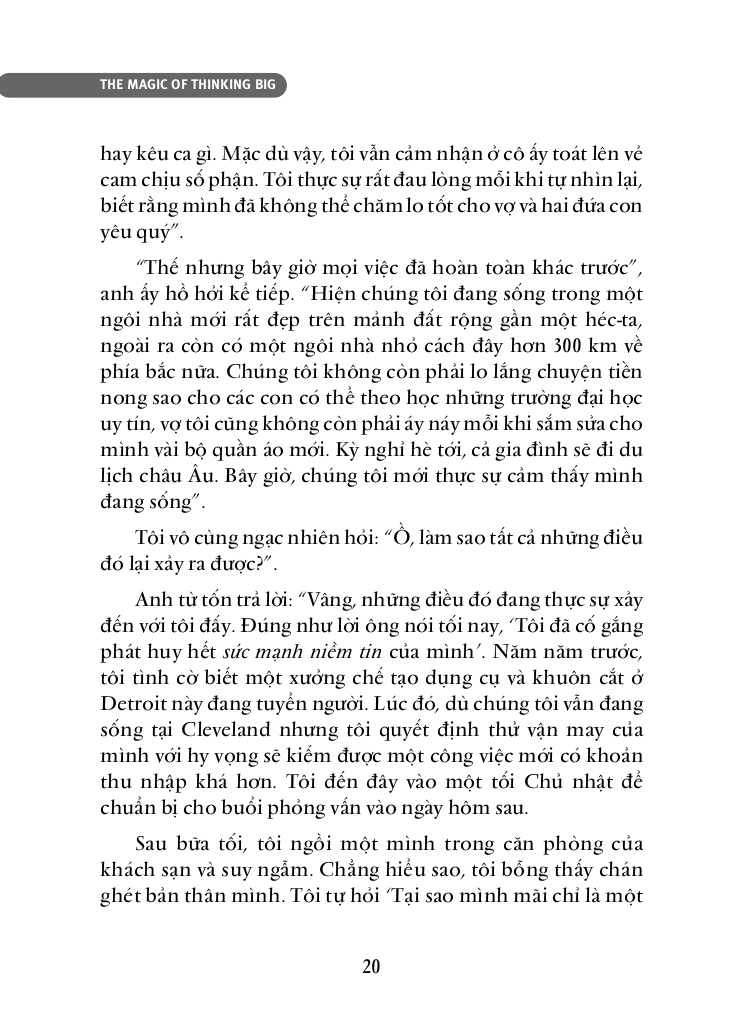 THE MAGIC OF THINKING BIG
hay kêu ca gì. Mặc dù vậy, tôi vẫn cảm nhận ở cô ấy toát lên vẻ
cam chịu số phận. Tôi thực sự rất đau lòng mỗi khi tự nhìn lại,
biết rằng mình đã không thể chăm lo tốt cho vợ và hai đứa con
yêu quý”.
“Thế nhưng bây giờ mọi việc đã hoàn toàn khác trước”,
anh ấy hồ hởi kể tiếp. “Hiện chúng tôi đang sống trong một
ngôi nhà mới rất đẹp trên mảnh đất rộng gần một héc-ta,
ngoài ra còn có một ngôi nhà nhỏ cách đây hơn 300 km về
phía bắc nữa. Chúng tôi không còn phải lo lắng chuyện tiền
nong sao cho các con có thể theo học những trường đại học
uy tín, vợ tôi cũng không còn phải áy náy mỗi khi sắm sửa cho
mình vài bộ quần áo mới. Kỳ nghỉ hè tới, cả gia đình sẽ đi du
lịch châu Âu. Bây giờ, chúng tôi mới thực sự cảm thấy mình
đang sống”.
Tôi vô cùng ngạc nhiên hỏi: “Ồ, làm sao tất cả những điều
đó lại xảy ra được?”.
Anh từ tốn trả lời: “Vâng, những điều đó đang thực sự xảy
đến với tôi đấy. Đúng như lời ông nói tối nay, ‘Tôi đã cố gắng
phát huy hết sức mạnh niềm tin của mình’. Năm năm trước,
tôi tình cờ biết một xưởng chế tạo dụng cụ và khuôn cắt ở
Detroit này đang tuyển người. Lúc đó, dù chúng tôi vẫn đang
sống tại Cleveland nhưng tôi quyết định thử vận may của
mình với hy vọng sẽ kiếm được một công việc mới có khoản
thu nhập khá hơn. Tôi đến đây vào một tối Chủ nhật để
chuẩn bị cho buổi phỏng vấn vào ngày hôm sau.
Sau bữa tối, tôi ngồi một mình trong căn phòng của
khách sạn và suy ngẫm. Chẳng hiểu sao, tôi bỗng thấy chán
ghét bản thân mình. Tôi tự hỏi ‘Tại sao mình mãi chỉ là một
20